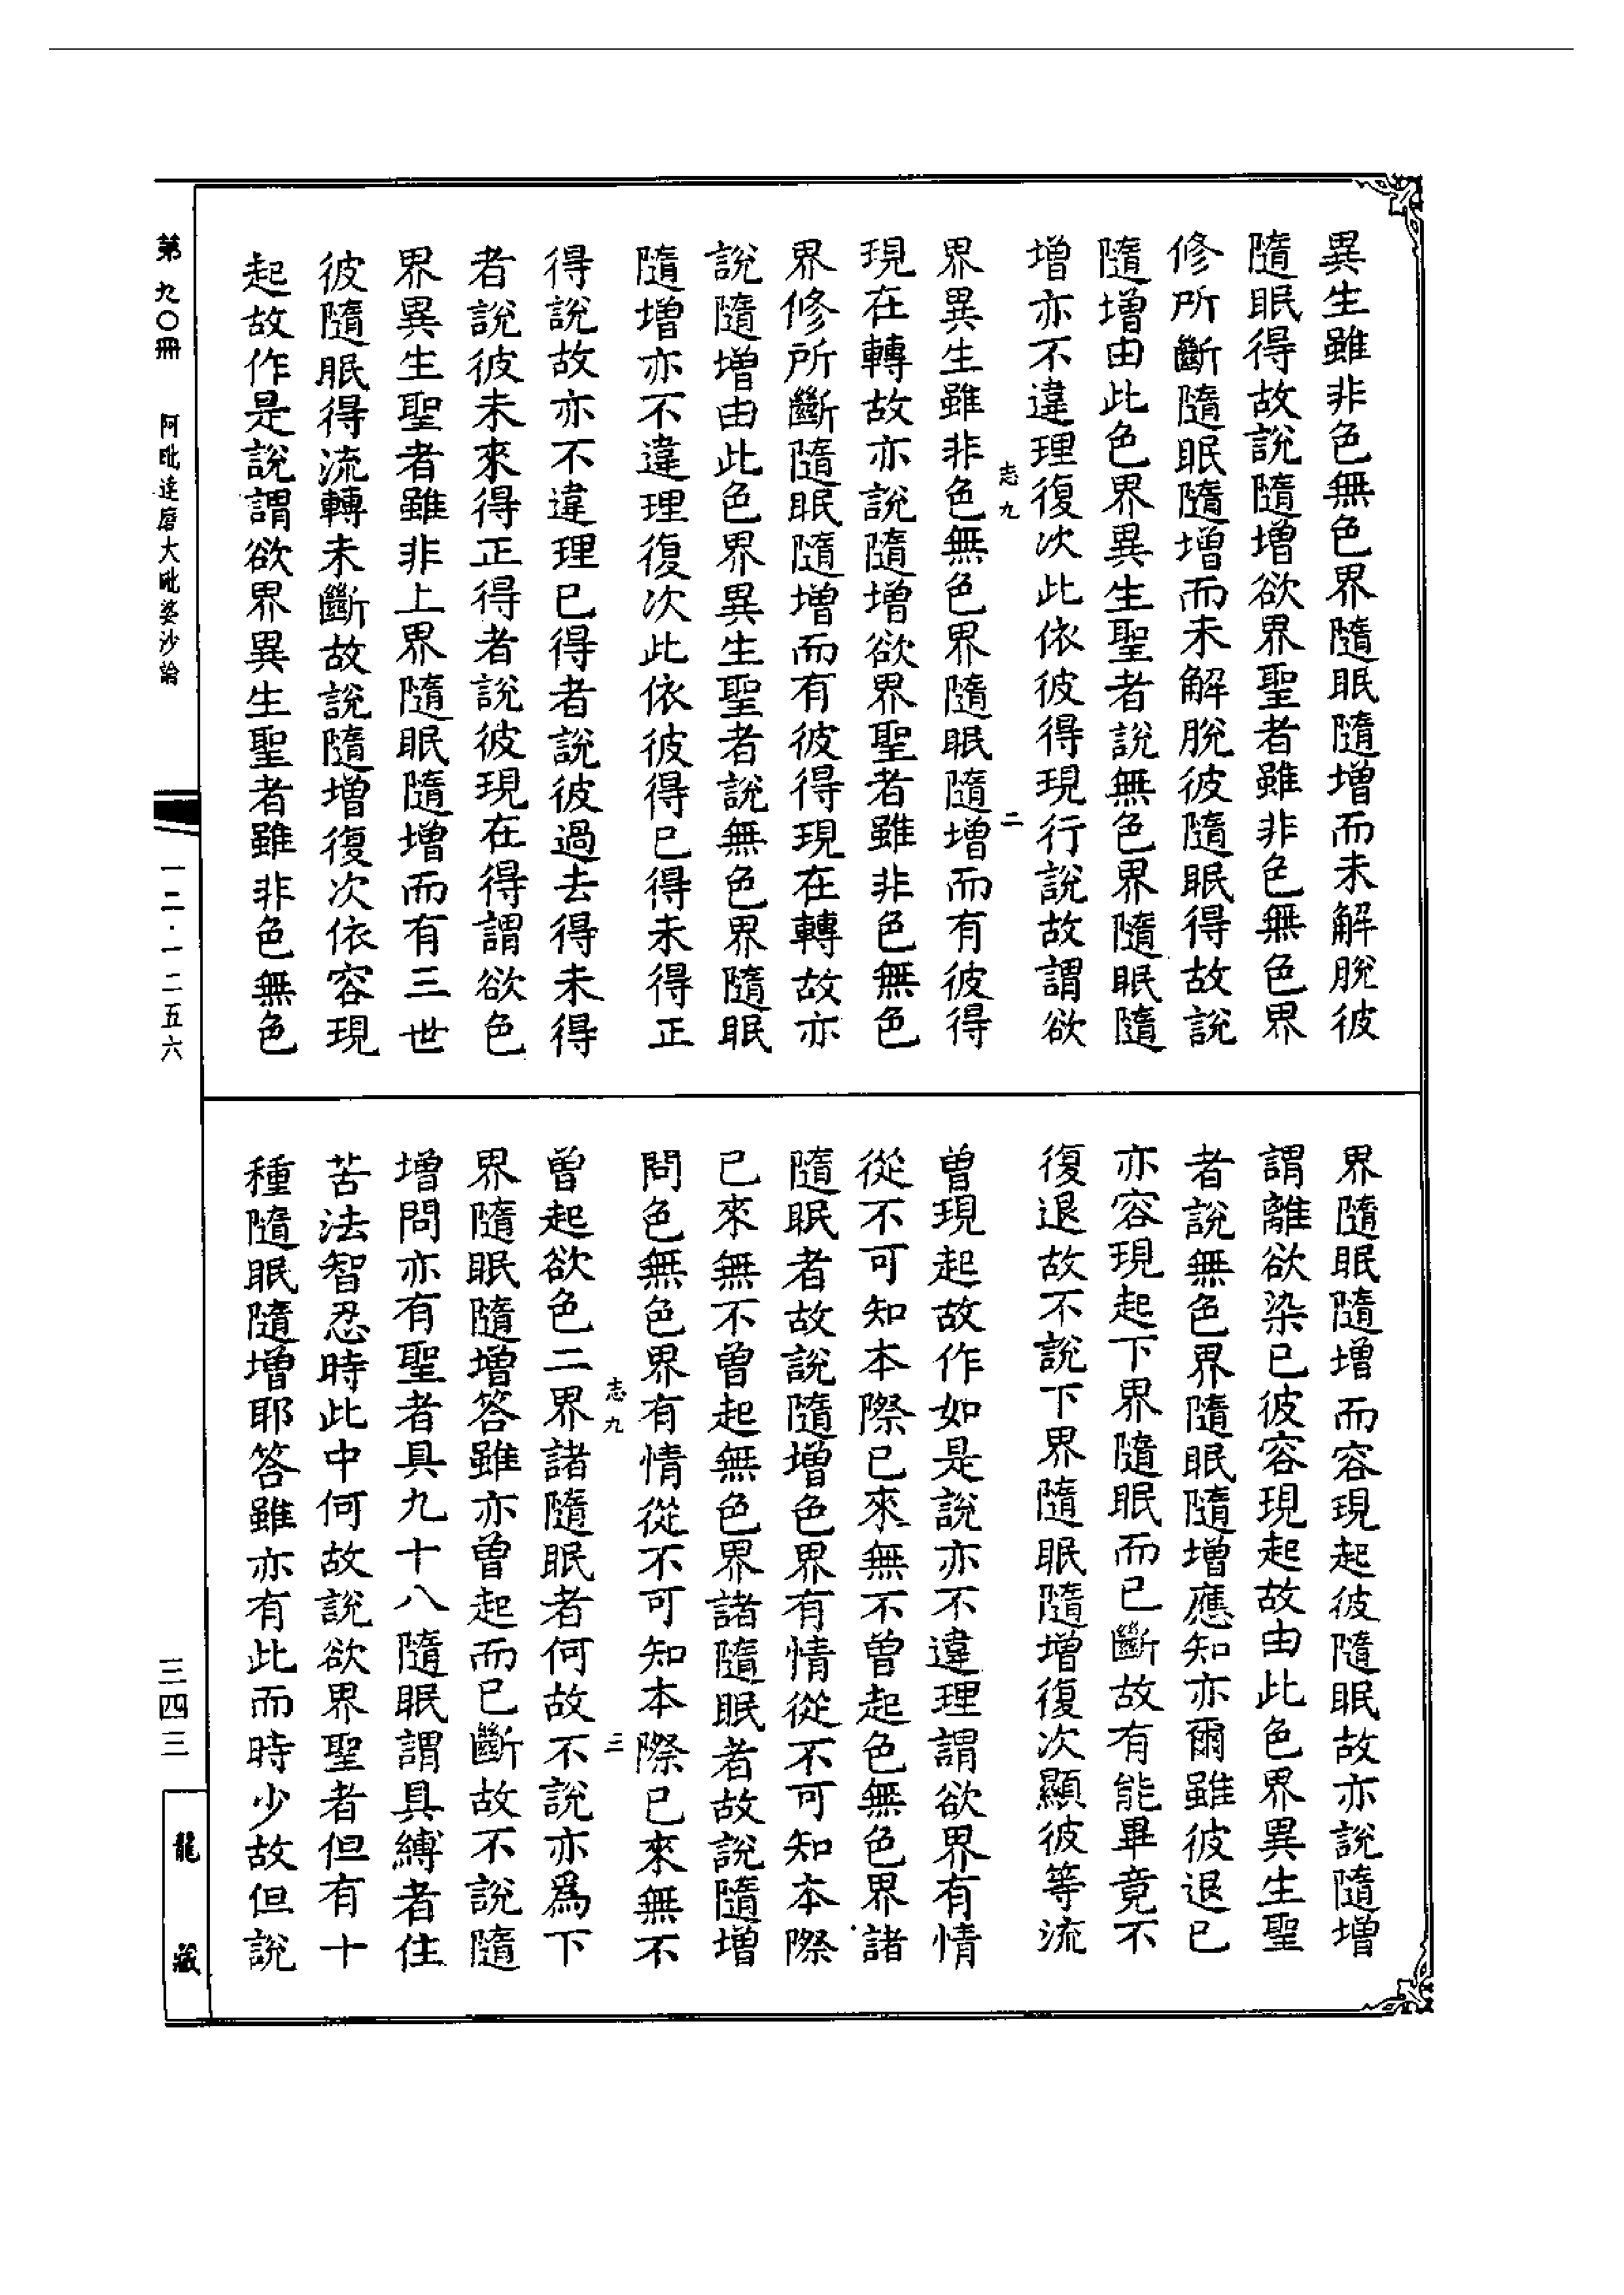 異生雖非色無色界隨眠隨增而未解脫彼
隨眠得故說隨增欲界聖者雖非色無色界
修所斷隨眠隨增而未解脫彼隨眠得故說
隨增由此色界異生聖者說無色界隨眠隨
增亦不違理復次此依彼得現行說故謂欲
志九 二
界異生雖非色無色界隨眠隨增而有彼得
現在轉故亦說隨增欲界聖者雖非色無色
界修所斷隨眠隨增而有彼得現在轉故亦
說隨增由此色界異生聖者說無色界隨眠
隨增亦不違理復次此依彼得已得未得正
得說故亦不違理已得者說彼過去得未得
者說彼未來得正得者說彼現在得謂欲色
界異生聖者雖非上界隨眠隨增而有三世
彼隨眠得流轉未斷故說隨增復次依容現
起故作是說謂欲界異生聖者雖非色無色
界隨眠隨增而容現起彼隨眠故亦說隨增
謂離欲染已彼容現起故由此色界異生聖
者說無色界隨眠隨增應知亦爾雖彼退已
亦容現起下界隨眠而已斷故有能畢竟不
復退故不說下界隨眠隨增復次顯彼等流
曾現起故作如是說亦不違理謂欲界有情
從不可知本際已來無不曾起色無色界諸
隨眠者故說隨增色界有情從不可知本際
已來無不曾起無色界諸隨眠者故說隨增
問色無色界有情從不可知本際已來無不
志九 三
曾起欲色二界諸隨眠者何故不說亦為下
界隨眠隨增答雖亦曾起而已斷故不說隨
增問亦有聖者具九十八隨眠謂具縛者住
苦法智忍時此中何故說欲界聖者但有十
種隨眠隨增耶答雖亦有此而時少故但說
第九〇冊 阿毗達磨大毗婆沙論 一二·一二五六 三四三 龍藏